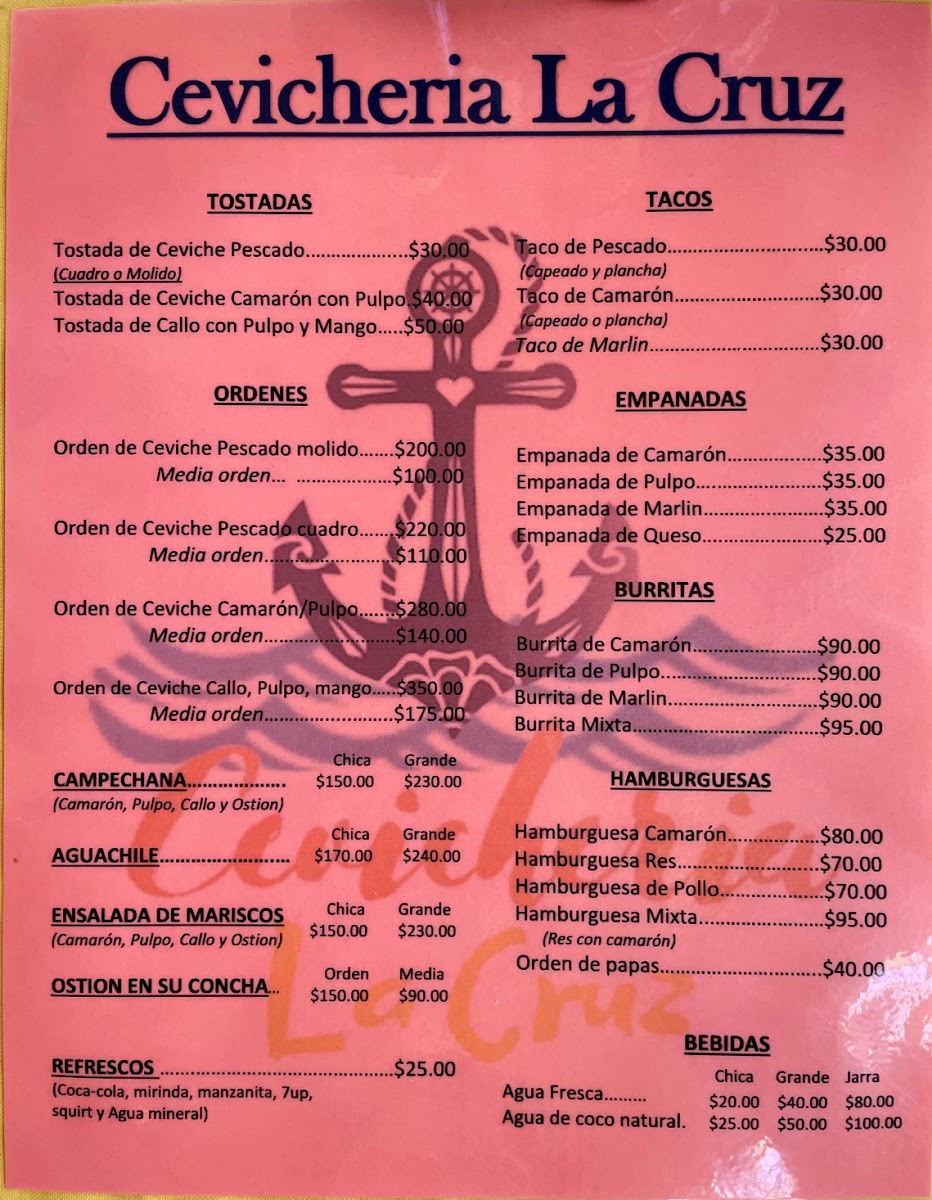 Cevicheria La Cruz
TOSTADAS
Tostada de Ceviche Pescado.....................$30.00
(Cuadro o Molido)
Tostada de Ceviche Camarón con Pulpo.$40.00
Tostada de Callo con Pulpo y Mango.....$50.00
ORDENES
Orden de Ceviche Pescado molido.......$200.00
Media orden... ...................$100.00
Orden de Ceviche Pescado cuadro.......$220.00
Media orden..........................$110.00
Orden de Ceviche Camarón/Pulpo.......$280.00
Media orden..........................$140.00
Orden de Ceviche Callo, Pulpo, mango.....$350.00
Media orden..........................$175.00
Chica Grande
CAMPECHANA.................... $150.00 $230.00
(Camarón, Pulpo, Callo y Ostion)
Chica Grande
AGUACHILE.......................... $170.00 $240.00
ENSALADA DE MARISCOS Chica Grande
(Camarón, Pulpo, Callo y Ostion) $150.00 $230.00
Orden Media
OSTION EN SU CONCHA... $150.00 $90.00
REFRESCOS ..........................................$25.00
(Coca-cola, mirinda, manzanita, 7up,
squirt y Agua mineral)
TACOS
Taco de Pescado.............................$30.00
(Capeado y plancha)
Taco de Camarón...........................$30.00
(Capeado o plancha)
Taco de Marlin................................$30.00
EMPANADAS
Empanada de Camarón..................$35.00
Empanada de Pulpo........................$35.00
Empanada de Marlin.......................$35.00
Empanada de Queso.......................$25.00
BURRITAS
Burrita de Camarón........................$90.00
Burrita de Pulpo..............................$90.00
Burrita de Marlin.............................$90.00
Burrita Mixta...................................$95.00
HAMBURGUESAS
Hamburguesa Camarón..................$80.00
Hamburguesa Res...........................$70.00
Hamburguesa de Pollo...................$70.00
Hamburguesa Mixta.......................$95.00
(Res con camarón)
Orden de papas...............................$40.00
BEBIDAS
Chica Grande Jarra
Agua Fresca......... $20.00 $40.00 $80.00
Agua de coco natural. $25.00 $50.00 $100.00
Cevicheria
La Cruz